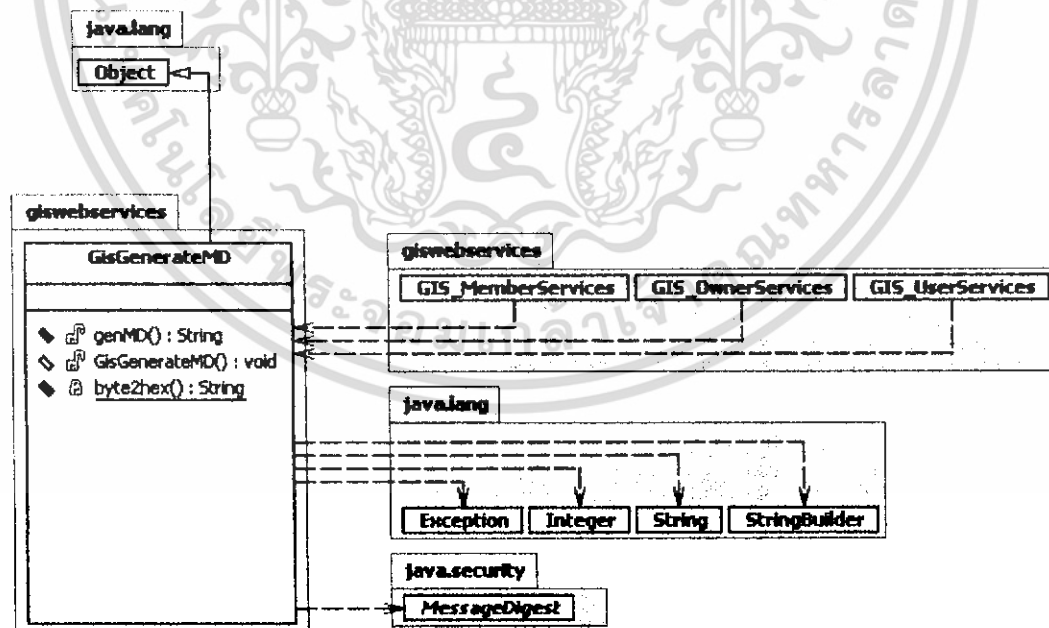 java.lang
Object
giswebservices
GisGenerateMD
genMD() : String
GisGenerateMD() : void
byte2hex() : String
giswebservices
GIS_MemberServices
GIS_OwnerServices
GIS_UserServices
java.lang
Exception
Integer
String
StringBuilder
java.security
MessageDigest